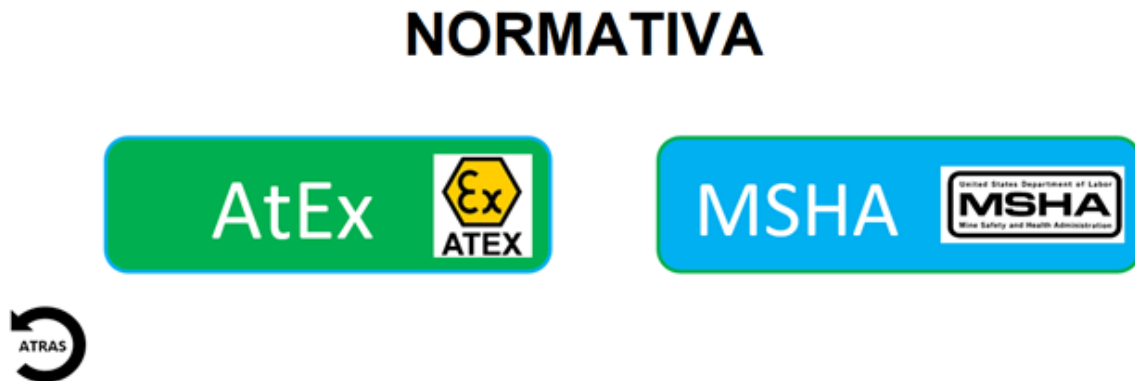 NORMATIVA
AtEx
Ex
ATEX
MSHA
United States Department of Labor
MSHA
Mine Safety and Health Administration
ATRAS